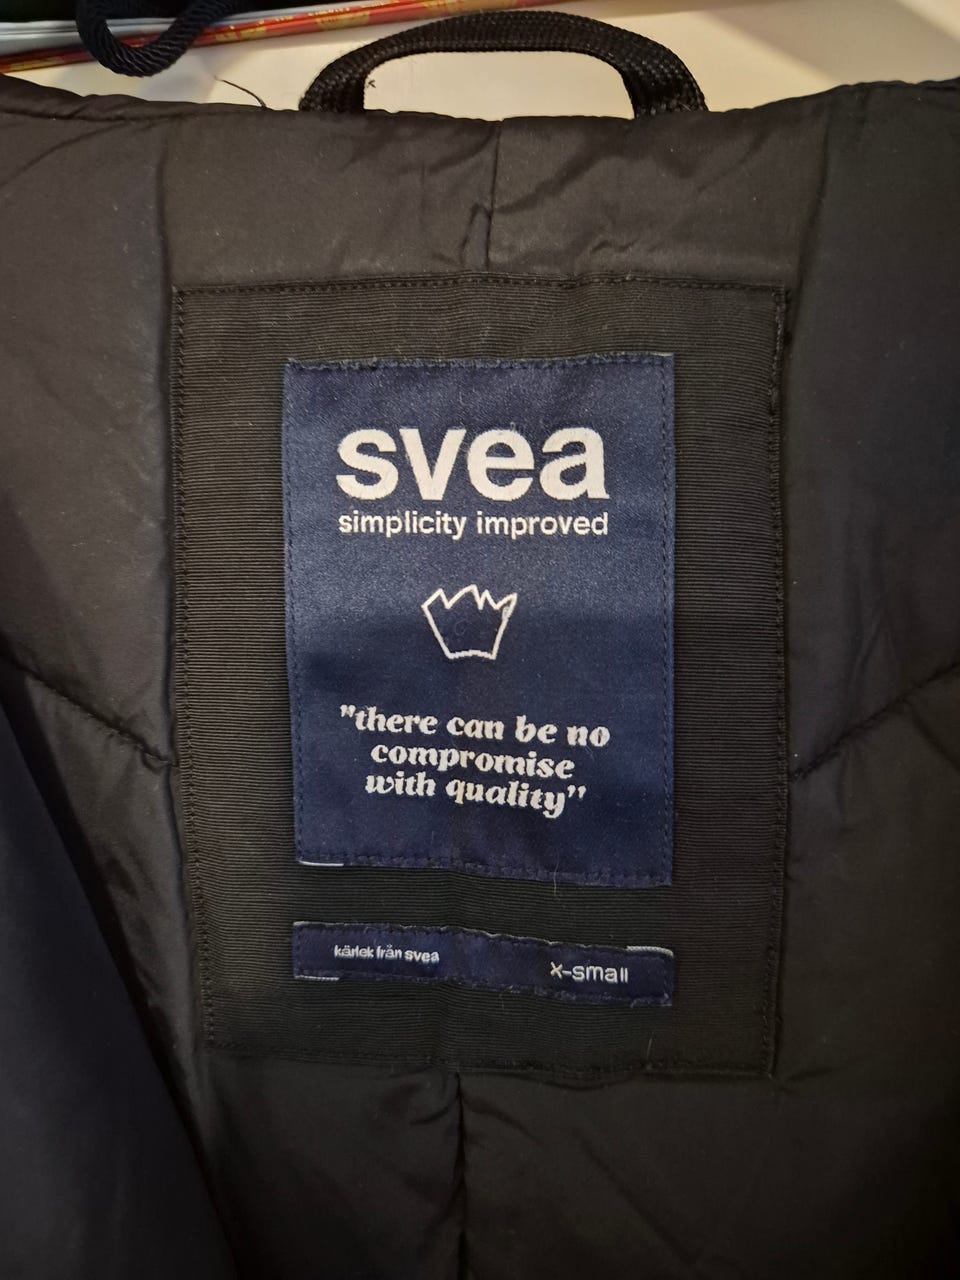 svea
simplicity improved
"there can be no
compromise
with quality"
kärlek från svea
x-small